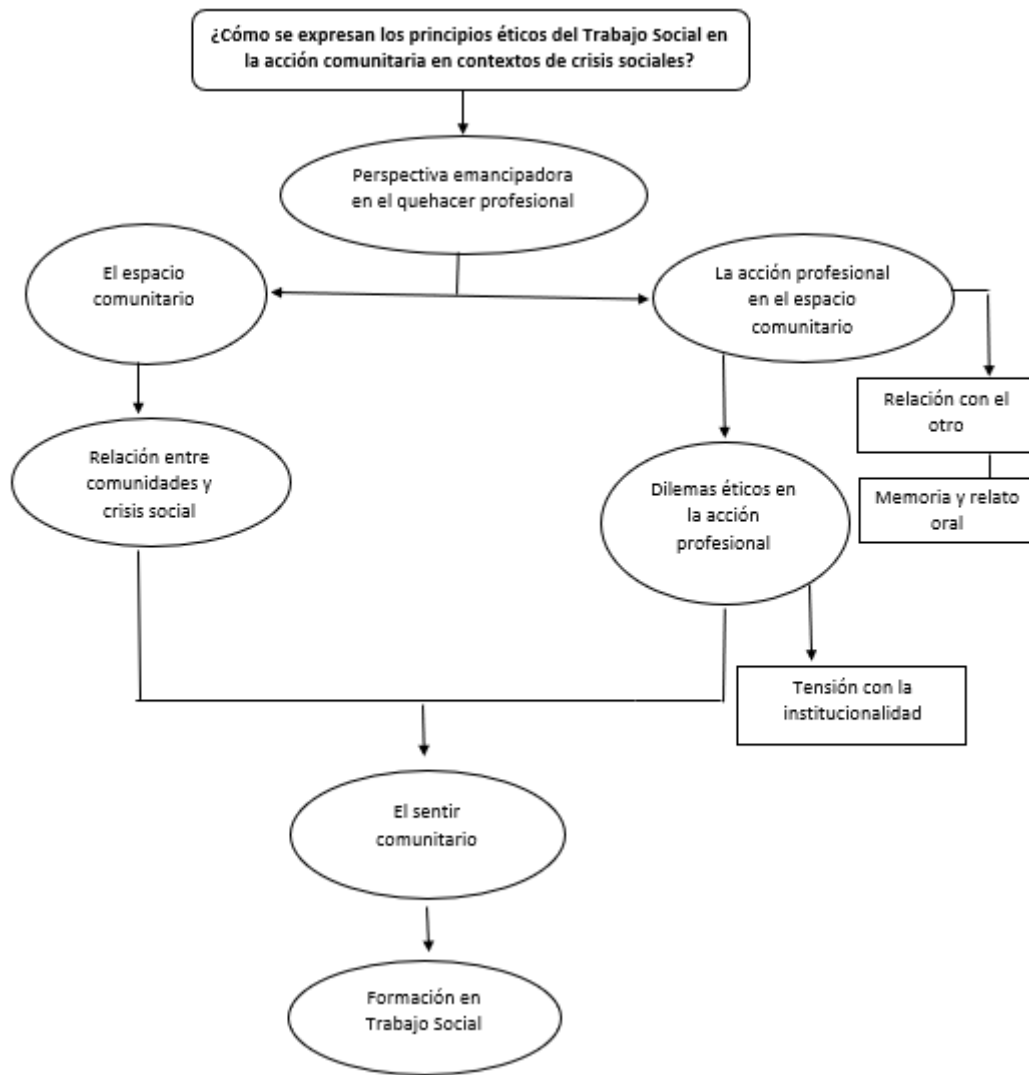 ¿Cómo se expresan los principios éticos del Trabajo Social en
la acción comunitaria en contextos de crisis sociales?
Perspectiva emancipadora
en el quehacer profesional
El espacio
comunitario
La acción profesional
en el espacio
comunitario
Relación con el
otro
Relación entre
comunidades y
crisis social
Dilemas éticos en
la acción
profesional
Memoria y relato
oral
Tensión con la
institucionalidad
El sentir
comunitario
Formación en
Trabajo Social